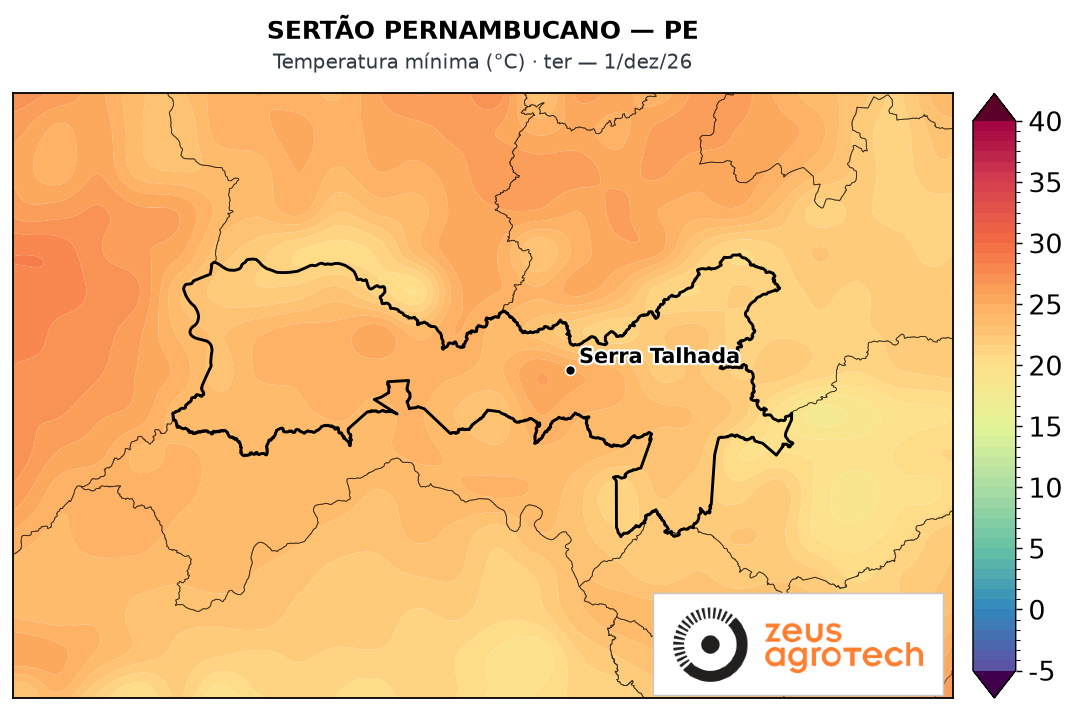 SERTÃO PERNAMBUCANO — PE
Temperatura mínima (°C) · ter — 1/dez/26
Serra Talhada
40
35
30
25
20
15
10
5
0
-5
zeus
agrotech